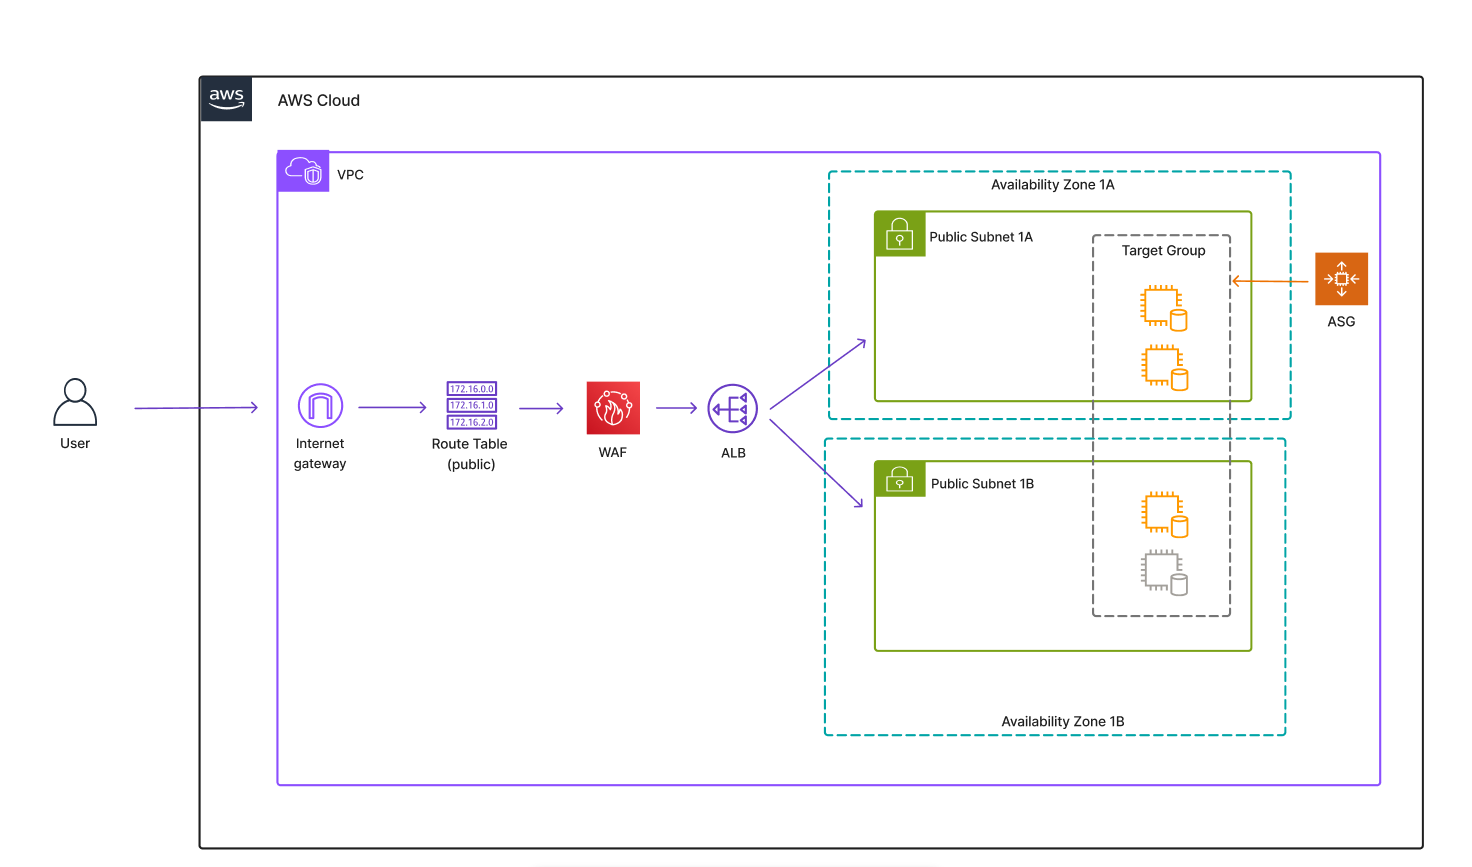 aws
AWS Cloud
VPC
Availability Zone 1A
Public Subnet 1A
Target Group
ASG
User
Internet
gateway
172.16.0.0
172.16.1.0
172.16.2.0
Route Table
(public)
WAF
ALB
Public Subnet 1B
Availability Zone 1B